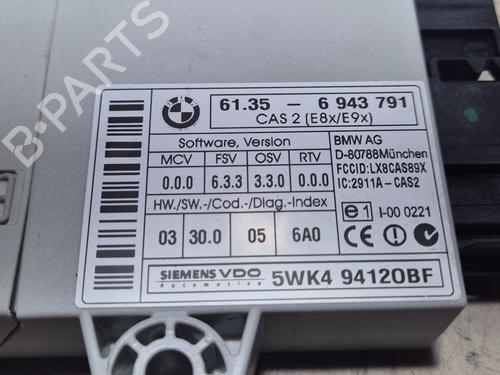 B-PARTS
BMW
61.35 - 6 943 791
CAS 2 (E8x/E9x)
Software, Version
MCV FSV OSV RTV
0.0.0 6.3.3 3.3.0 0.0.0
HW./SW.-/Cod.-/Diag.-Index
03 30.0 05 6A0
BMW AG
D-80788München
FCCID:LX8CAS89X
IC:2911A-CAS2
e1 I-00 0221
SIEMENS VDO
Automotive
5WK4 94120BF